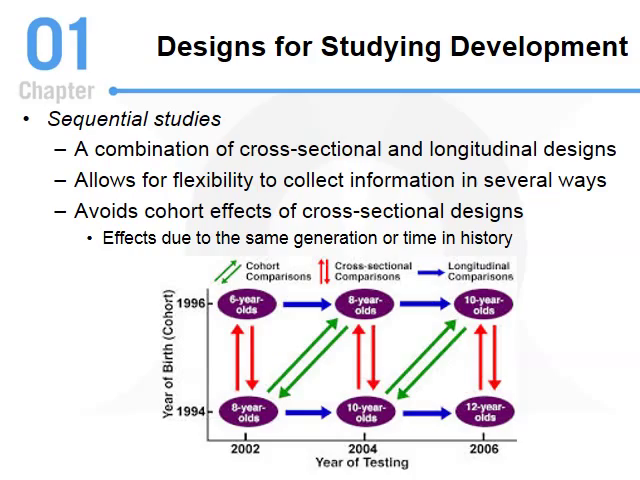 01
Chapter
Designs for Studying Development
• Sequential studies
– A combination of cross-sectional and longitudinal designs
– Allows for flexibility to collect information in several ways
– Avoids cohort effects of cross-sectional designs
• Effects due to the same generation or time in history
Cohort
Comparisons
Cross-sectional
Comparisons
Longitudinal
Comparisons
Year of Birth (Cohort)
1996
6-year-
olds
8-year-
olds
10-year-
olds
1994
8-year-
olds
10-year-
olds
12-year-
olds
2002
2004
2006
Year of Testing